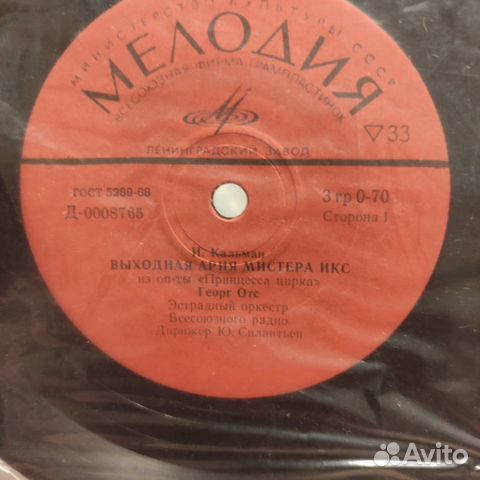 МИНИСТЕРСТВО КУЛЬТУРЫ СССР
МЕЛОДИЯ
ВСЕСОЮЗНАЯ ФИРМА ГРАМПЛАСТИНОК
▽33
ЛЕНИНГРАДСКИЙ ЗАВОД
ГОСТ 5289-68
3 гр 0-70
Д-0008765
Сторона 1
И. Кальман
ВЫХОДНАЯ АРИЯ МИСТЕРА ИКС
из оп-ты «Принцесса цирка»
Георг Отс
Эстрадный оркестр
Всесоюзного радио
Дирижер Ю. Силантьев
Avito